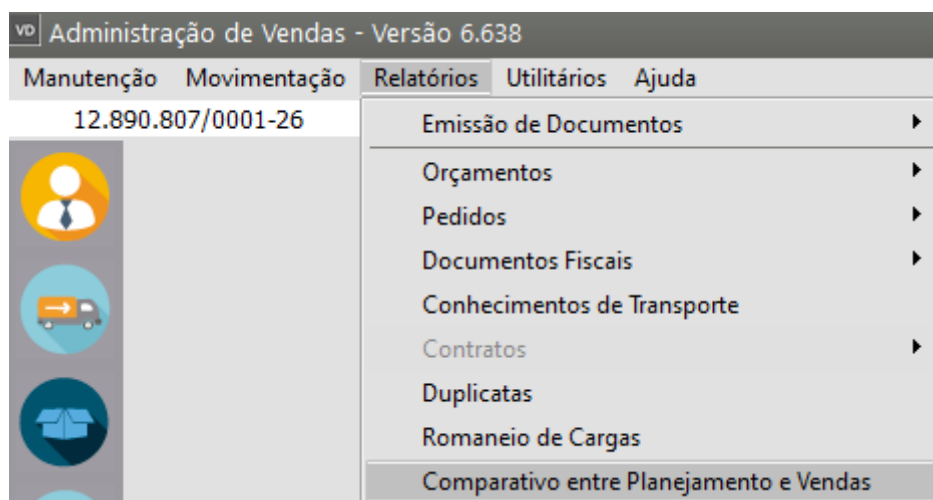 VD Administração de Vendas - Versão 6.638
Manutenção Movimentação Relatórios Utilitários Ajuda
12.890.807/0001-26
Emissão de Documentos
Orçamentos
Pedidos
Documentos Fiscais
Conhecimentos de Transporte
Contratos
Duplicatas
Romaneio de Cargas
Comparativo entre Planejamento e Vendas